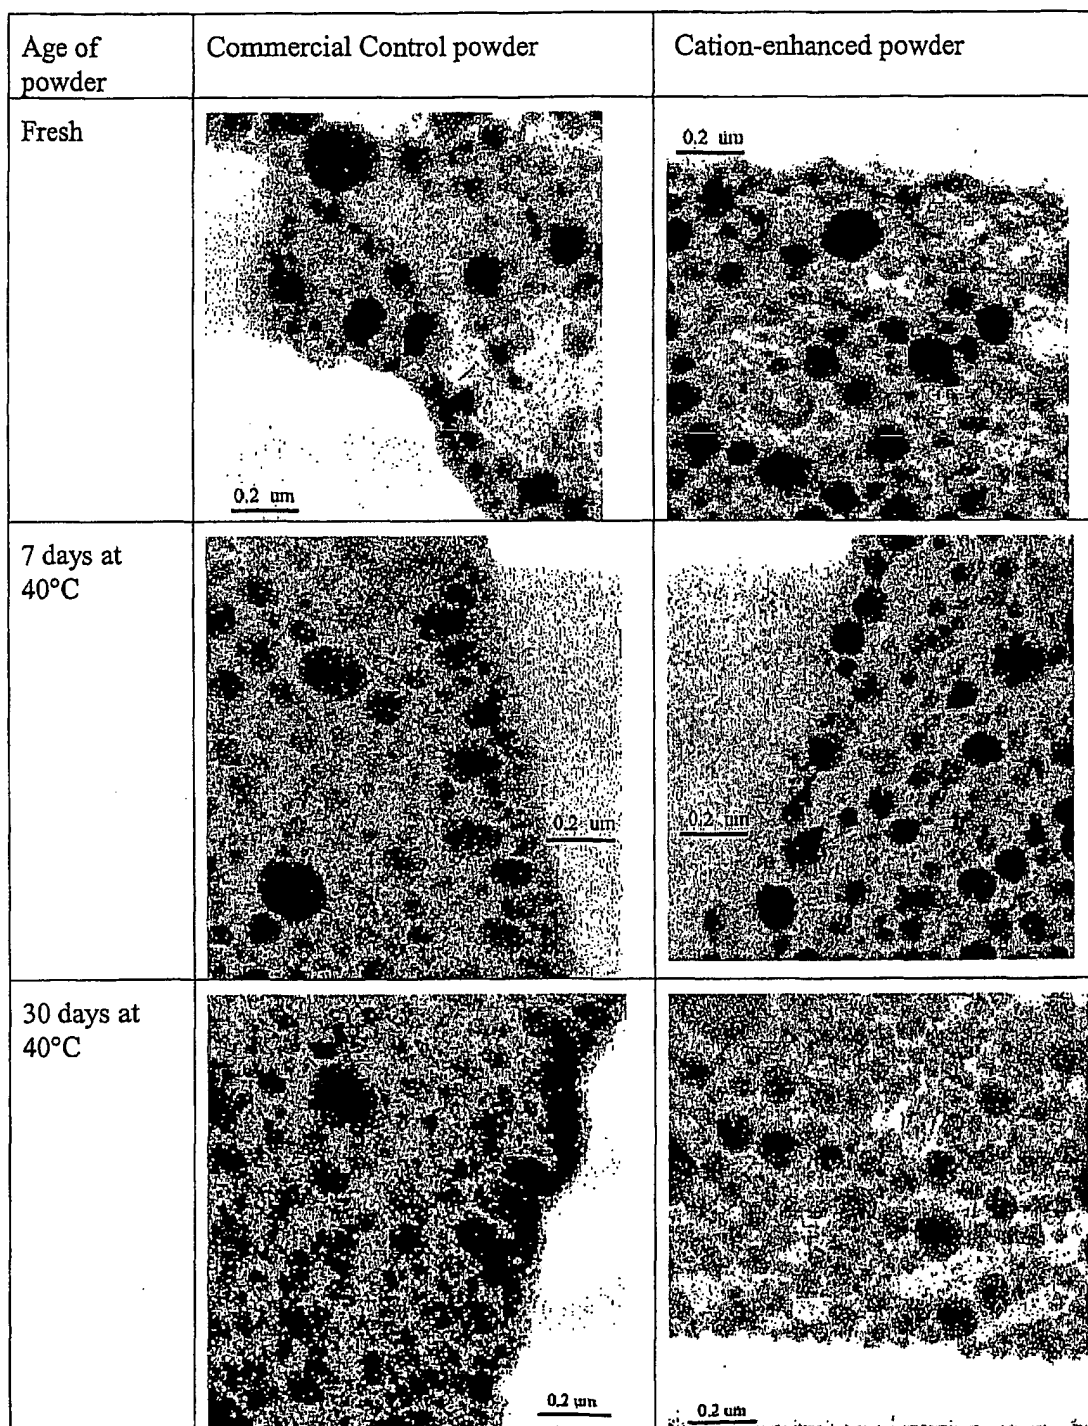 Age of
powder
Commercial Control powder
Cation-enhanced powder
Fresh
0.2 um
0.2 um
7 days at
40°C
0.2 um
0.2 um
30 days at
40°C
0.2 um
0.2 um